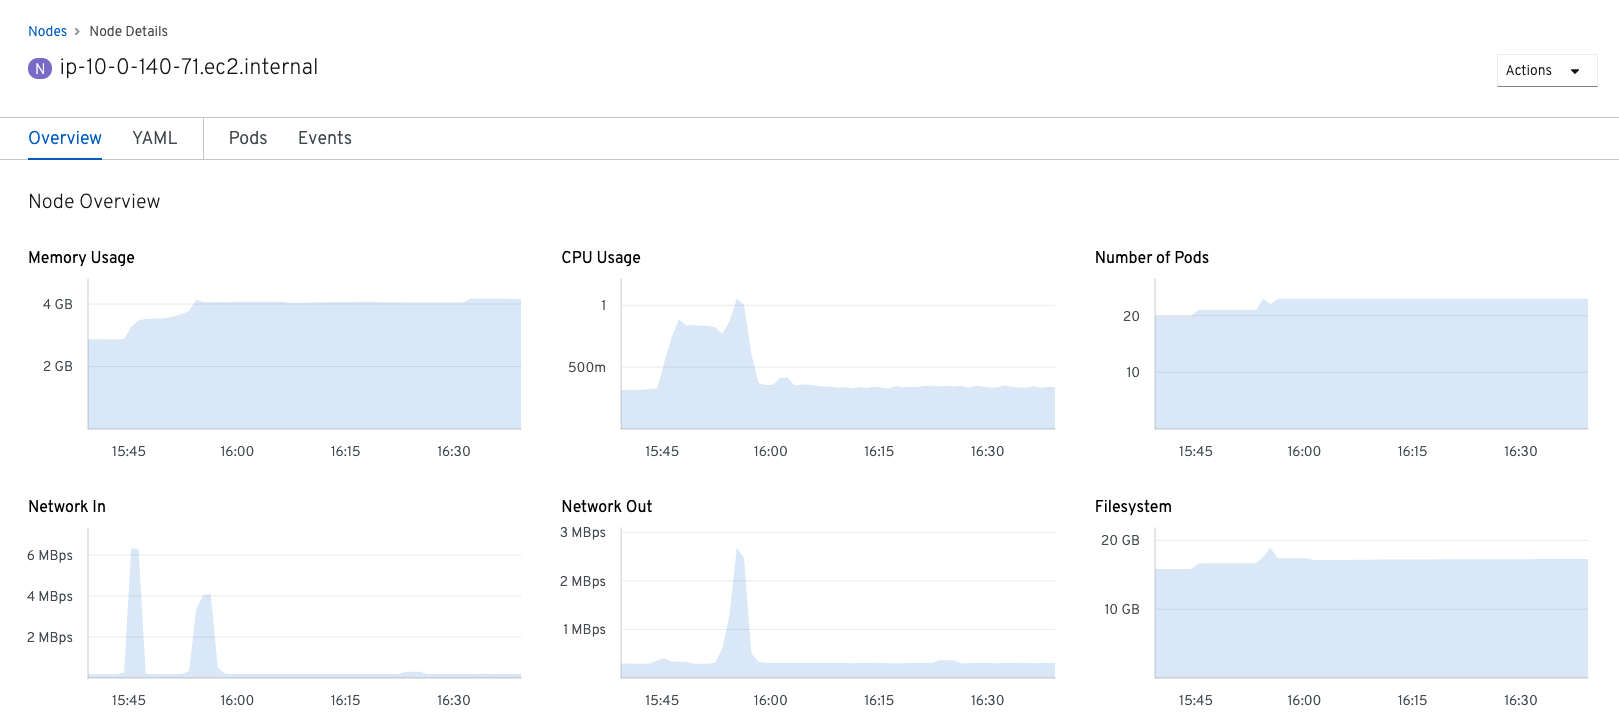 Nodes > Node Details
N ip-10-0-140-71.ec2.internal
Actions
Overview YAML Pods Events
Node Overview
Memory Usage
4 GB
2 GB
15:45 16:00 16:15 16:30
CPU Usage
1
500m
15:45 16:00 16:15 16:30
Number of Pods
20
10
15:45 16:00 16:15 16:30
Network In
6 MBps
4 MBps
2 MBps
15:45 16:00 16:15 16:30
Network Out
3 MBps
2 MBps
1 MBps
15:45 16:00 16:15 16:30
Filesystem
20 GB
10 GB
15:45 16:00 16:15 16:30